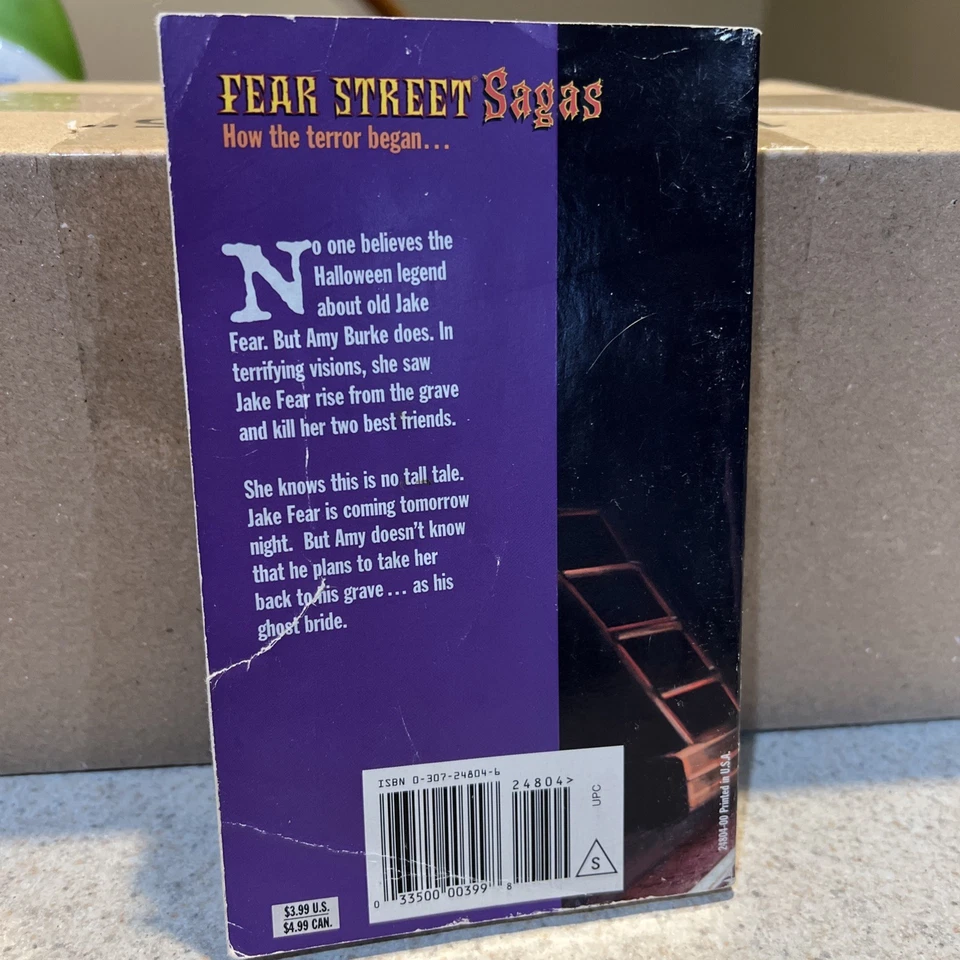 FEAR STREET® Sagas
How the terror began...
No one believes the
Halloween legend
about old Jake
Fear. But Amy Burke does. In
terrifying visions, she saw
Jake Fear rise from the grave
and kill her two best friends.
She knows this is no tall tale.
Jake Fear is coming tomorrow
night. But Amy doesn't know
that he plans to take her
back to his grave... as his
ghost bride.
ISBN 0-307-24804-6
24804>
UPC
S
0 33500 00399 8
$3.99 U.S.
$4.99 CAN.
24804-00 Printed in U.S.A.